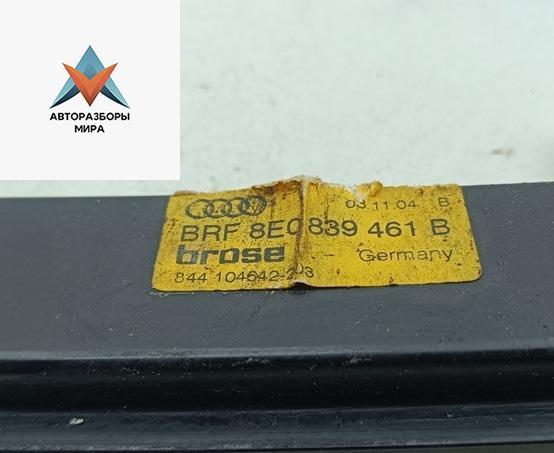 АВТОРАЗБОРЫ
МИРА
03.11.04 B
BRF 8E0 839 461 B
brose Germany
844 104642-203